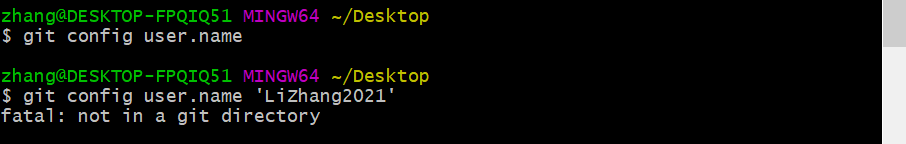 zhang@DESKTOP-FPQIQ51 MINGW64 ~/Desktop
$ git config user.name
zhang@DESKTOP-FPQIQ51 MINGW64 ~/Desktop
$ git config user.name 'LiZhang2021'
fatal: not in a git directory